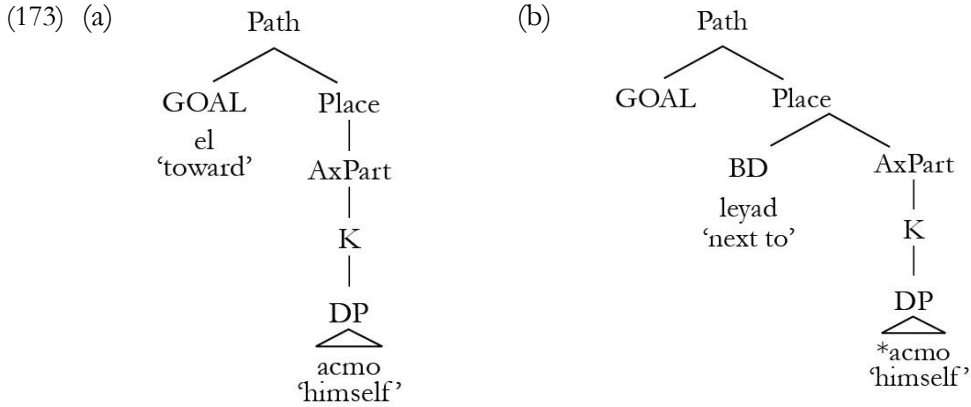 (173) (a) (b)
Path Path
GOAL Place GOAL Place
el
‘toward’ AxPart BD AxPart
leyad
‘next to’
K K
DP DP
acmo *acmo
‘himself’ ‘himself’